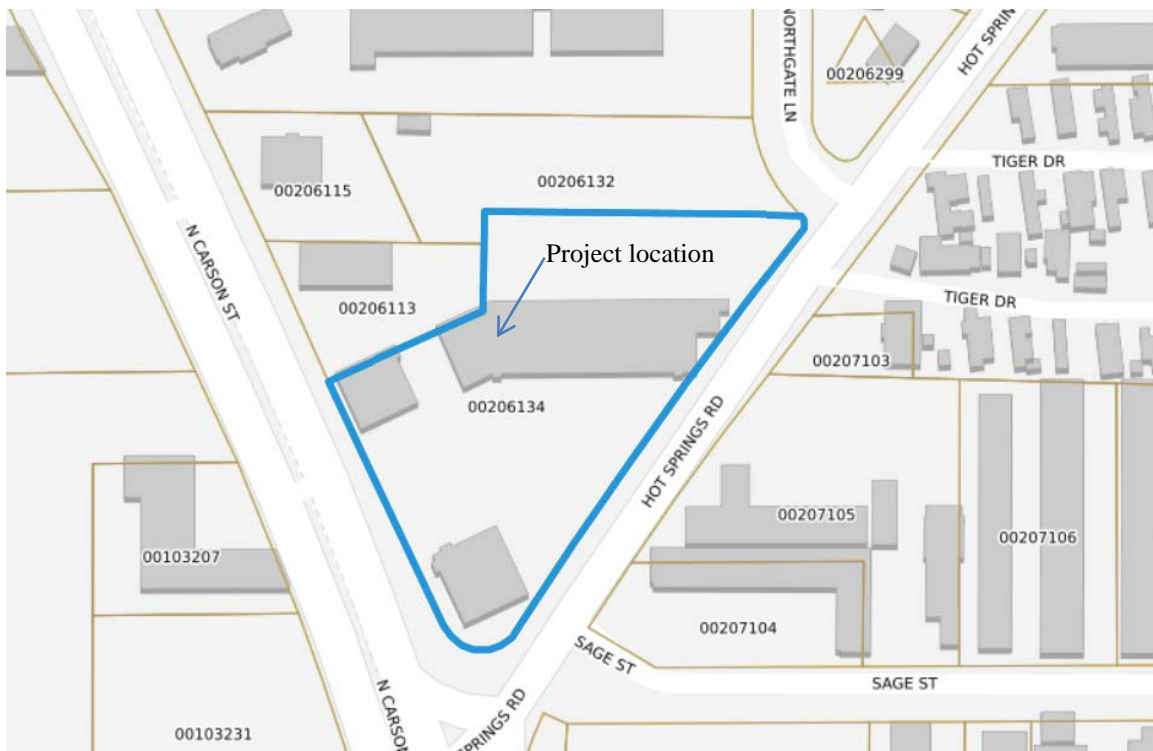 NORTHGATE LN
HOT SPRIN
00206299
TIGER DR
00206132
00206115
N CARSON ST
Project location
TIGER DR
00206113
00207103
00206134
HOT SPRINGS RD
00207105
00207106
00103207
00207104
SAGE ST
SAGE ST
N CARSON
SPRINGS RD
00103231